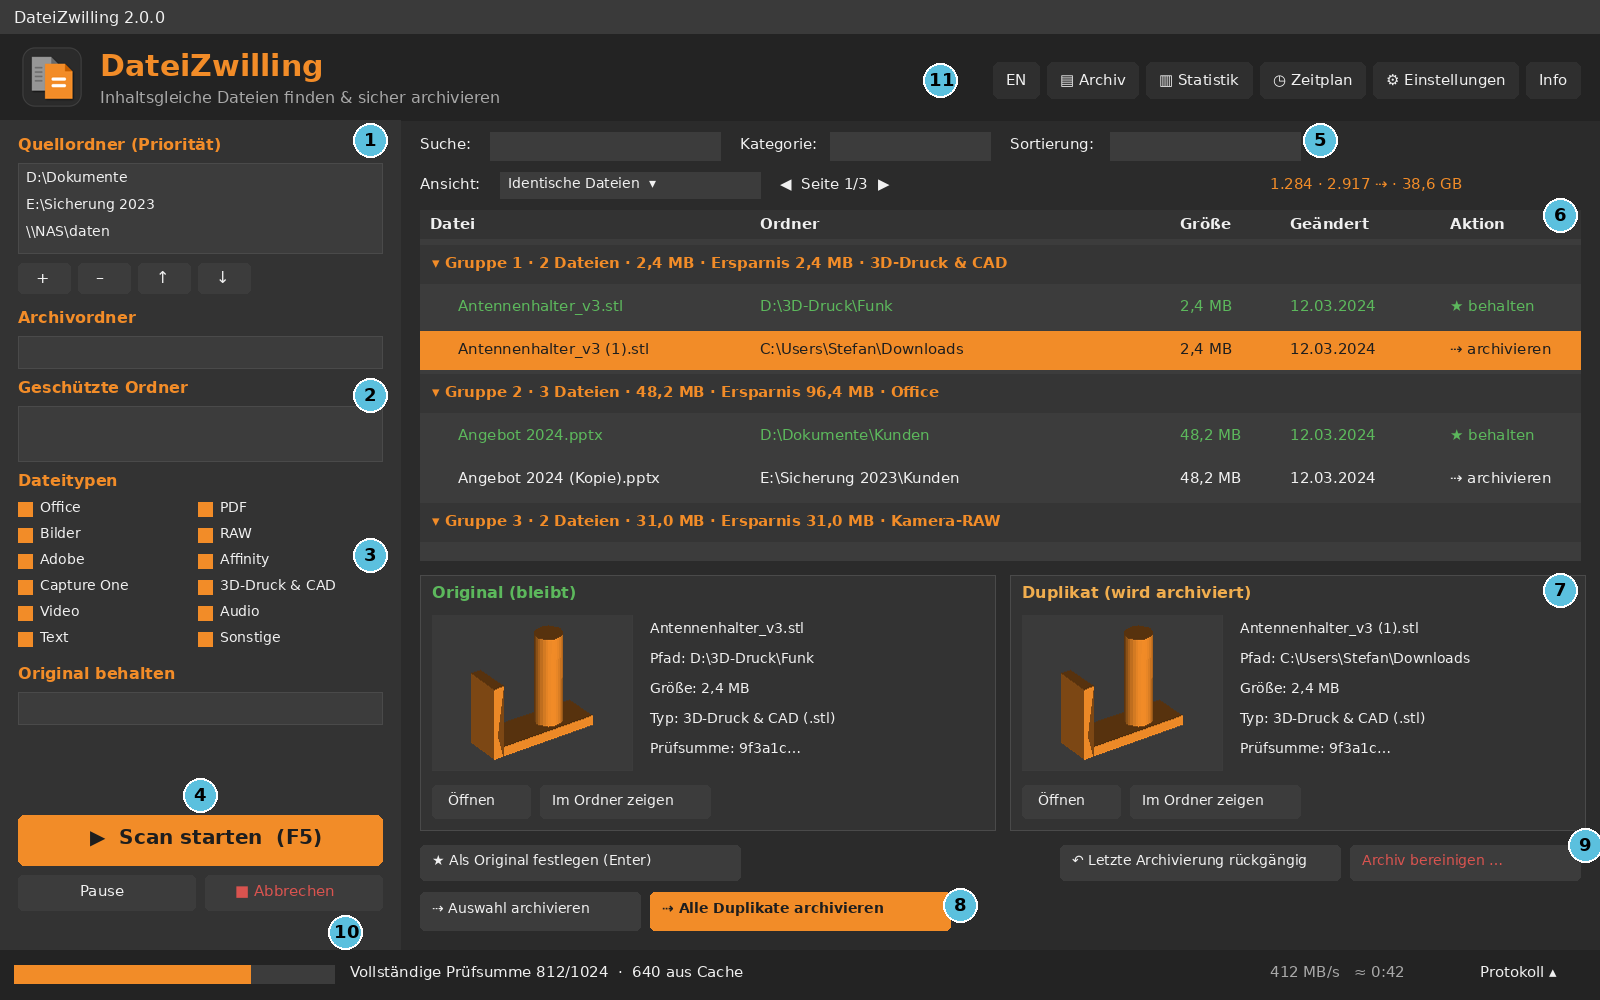 DateiZwilling 2.0.0
DateiZwilling
Inhaltsgleiche Dateien finden & sicher archivieren
11
EN
▤ Archiv
▥ Statistik
◷ Zeitplan
⚙ Einstellungen
Info
Quellordner (Priorität)
1
D:\Dokumente
E:\Sicherung 2023
\\NAS\daten
+ – ↑ ↓
Archivordner
Geschützte Ordner
2
Dateitypen
Office PDF
Bilder RAW
Adobe Affinity
3
Capture One 3D-Druck & CAD
Video Audio
Text Sonstige
Original behalten
4
▶ Scan starten (F5)
Pause
■ Abbrechen
10
Suche: Kategorie: Sortierung:
5
Ansicht: Identische Dateien ▾ ◀ Seite 1/3 ▶ 1.284 · 2.917 ⇢ · 38,6 GB
6
Datei Ordner Größe Geändert Aktion
▾ Gruppe 1 · 2 Dateien · 2,4 MB · Ersparnis 2,4 MB · 3D-Druck & CAD
Antennenhalter_v3.stl D:\3D-Druck\Funk 2,4 MB 12.03.2024 ★ behalten
Antennenhalter_v3 (1).stl C:\Users\Stefan\Downloads 2,4 MB 12.03.2024 ⇢ archivieren
▾ Gruppe 2 · 3 Dateien · 48,2 MB · Ersparnis 96,4 MB · Office
Angebot 2024.pptx D:\Dokumente\Kunden 48,2 MB 12.03.2024 ★ behalten
Angebot 2024 (Kopie).pptx E:\Sicherung 2023\Kunden 48,2 MB 12.03.2024 ⇢ archivieren
▾ Gruppe 3 · 2 Dateien · 31,0 MB · Ersparnis 31,0 MB · Kamera-RAW
Original (bleibt)
Antennenhalter_v3.stl
Pfad: D:\3D-Druck\Funk
Größe: 2,4 MB
Typ: 3D-Druck & CAD (.stl)
Prüfsumme: 9f3a1c…
Öffnen
Im Ordner zeigen
Duplikat (wird archiviert)
7
Antennenhalter_v3 (1).stl
Pfad: C:\Users\Stefan\Downloads
Größe: 2,4 MB
Typ: 3D-Druck & CAD (.stl)
Prüfsumme: 9f3a1c…
Öffnen
Im Ordner zeigen
★ Als Original festlegen (Enter)
↶ Letzte Archivierung rückgängig
Archiv bereinigen …
9
⇢ Auswahl archivieren
⇢ Alle Duplikate archivieren
8
Vollständige Prüfsumme 812/1024 · 640 aus Cache
412 MB/s ≈ 0:42
Protokoll ▴